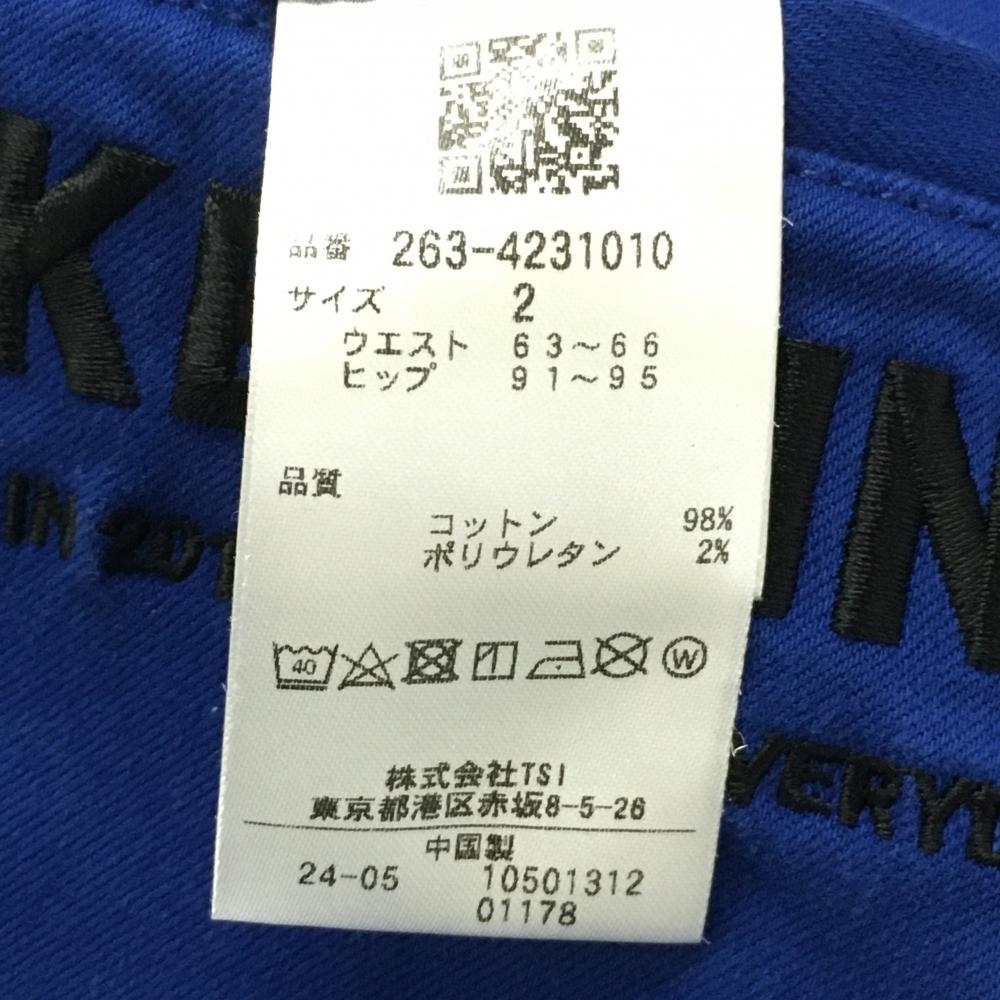 品番 263-4231010
サイズ 2
ウエスト 63～66
ヒップ 91～95
品質
コットン 98%
ポリウレタン 2%
40
W
株式会社TSI
東京都港区赤坂8-5-26
中国製
24-05 10501312
01178
IN